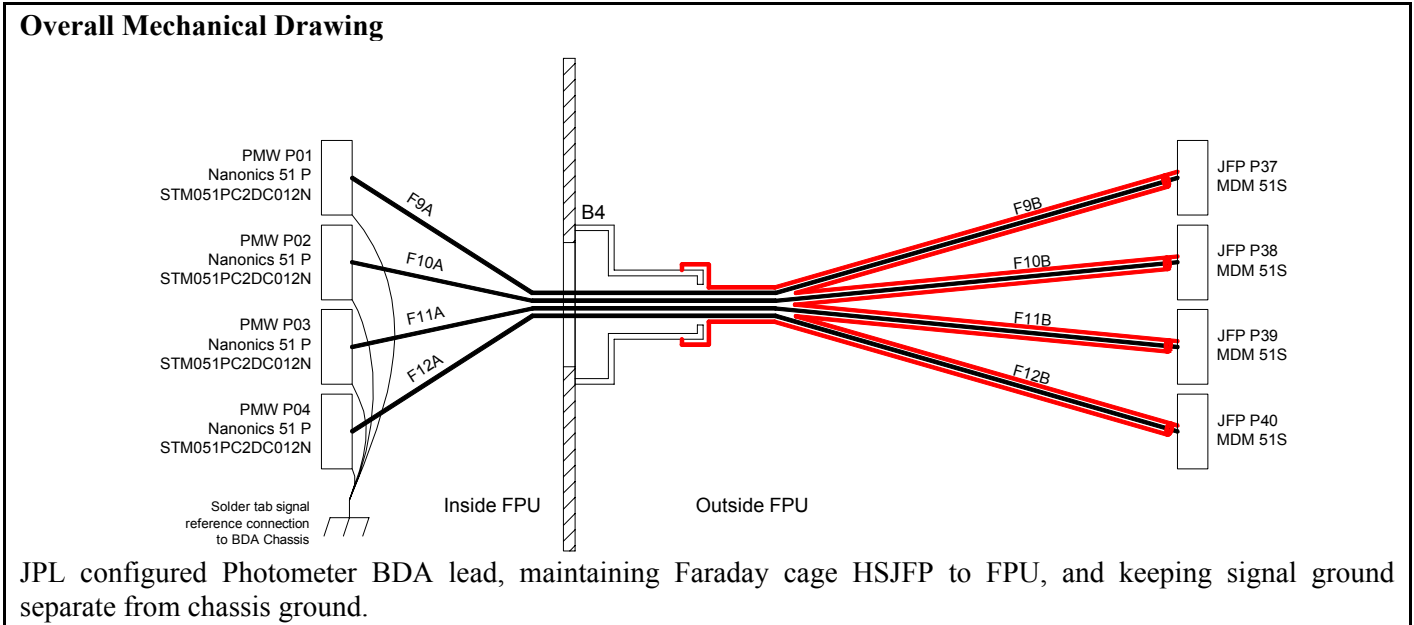 Overall Mechanical Drawing
PMW P01
Nanonics 51 P
STM051PC2DC012N
PMW P02
Nanonics 51 P
STM051PC2DC012N
PMW P03
Nanonics 51 P
STM051PC2DC012N
PMW P04
Nanonics 51 P
STM051PC2DC012N
F9A
F10A
F11A
F12A
B4
F9B
F10B
F11B
F12B
JFP P37
MDM 51S
JFP P38
MDM 51S
JFP P39
MDM 51S
JFP P40
MDM 51S
Solder tab signal
reference connection
to BDA Chassis
Inside FPU
Outside FPU
JPL configured Photometer BDA lead, maintaining Faraday cage HSJFP to FPU, and keeping signal ground
separate from chassis ground.